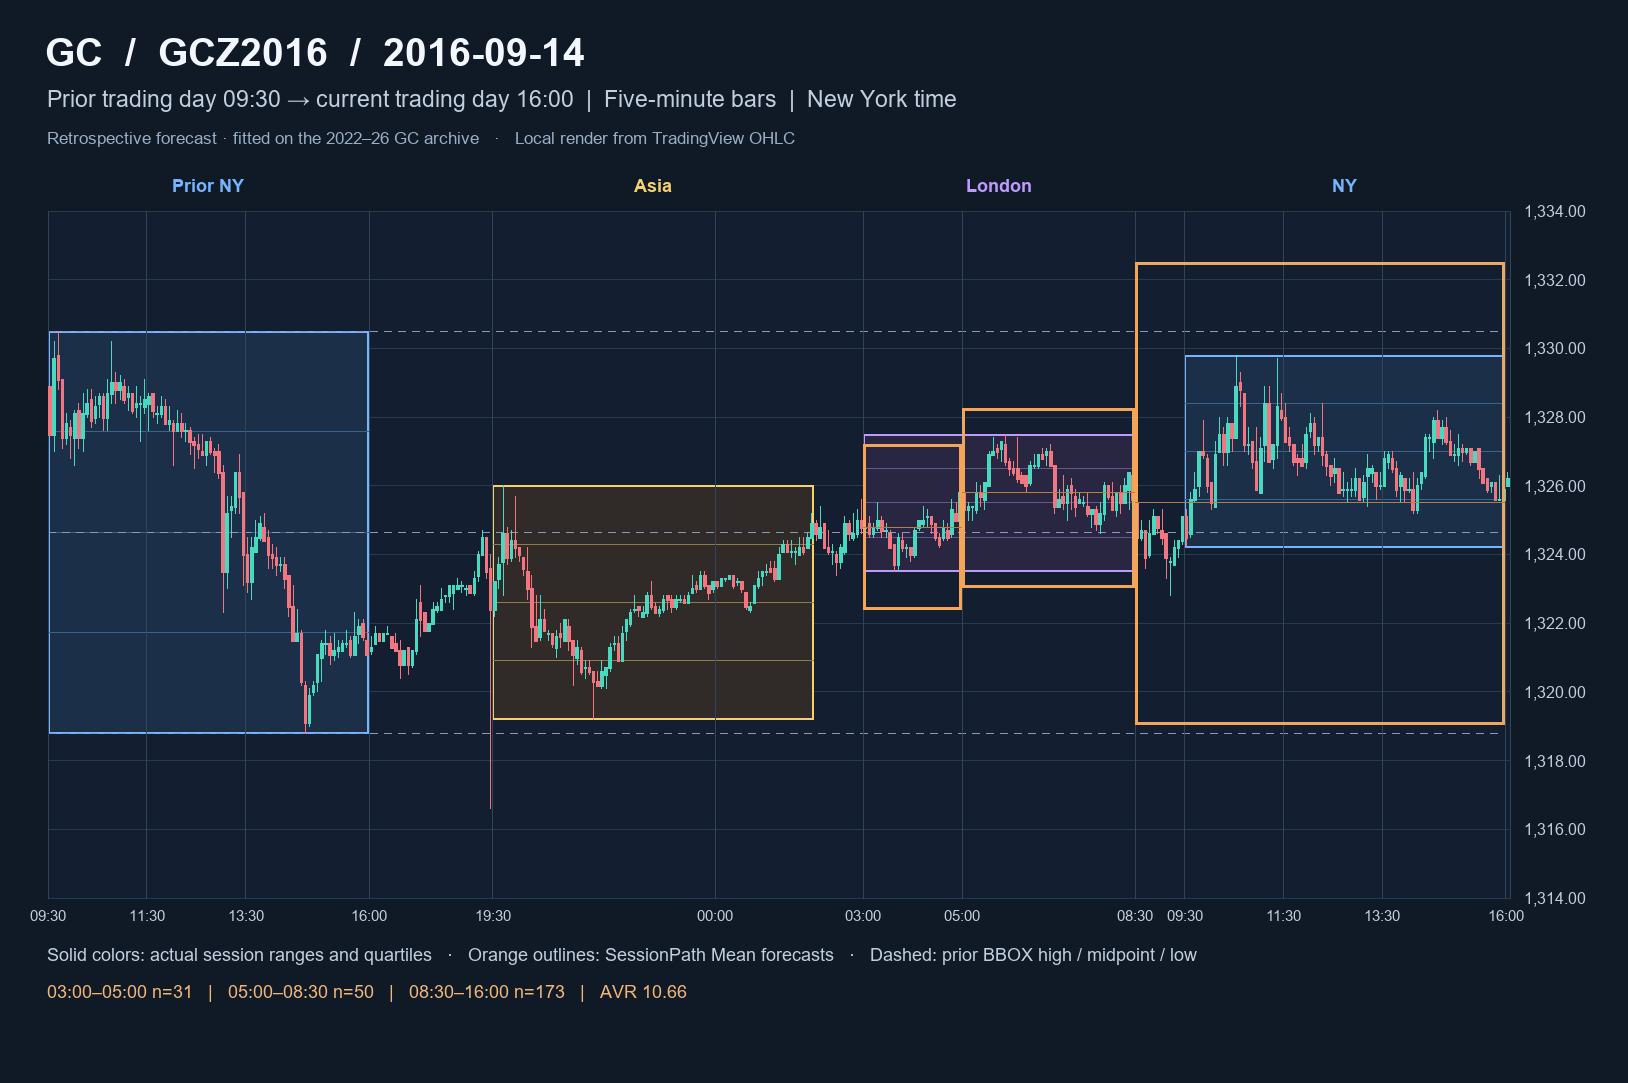 GC / GCZ2016 / 2016-09-14
Prior trading day 09:30 → current trading day 16:00 | Five-minute bars | New York time
Retrospective forecast · fitted on the 2022–26 GC archive · Local render from TradingView OHLC
Prior NY Asia London NY
1,334.00
1,332.00
1,330.00
1,328.00
1,326.00
1,324.00
1,322.00
1,320.00
1,318.00
1,316.00
1,314.00
09:30 11:30 13:30 16:00 19:30 00:00 03:00 05:00 08:30 09:30 11:30 13:30 16:00
Solid colors: actual session ranges and quartiles · Orange outlines: SessionPath Mean forecasts · Dashed: prior BBOX high / midpoint / low
03:00–05:00 n=31 | 05:00–08:30 n=50 | 08:30–16:00 n=173 | AVR 10.66